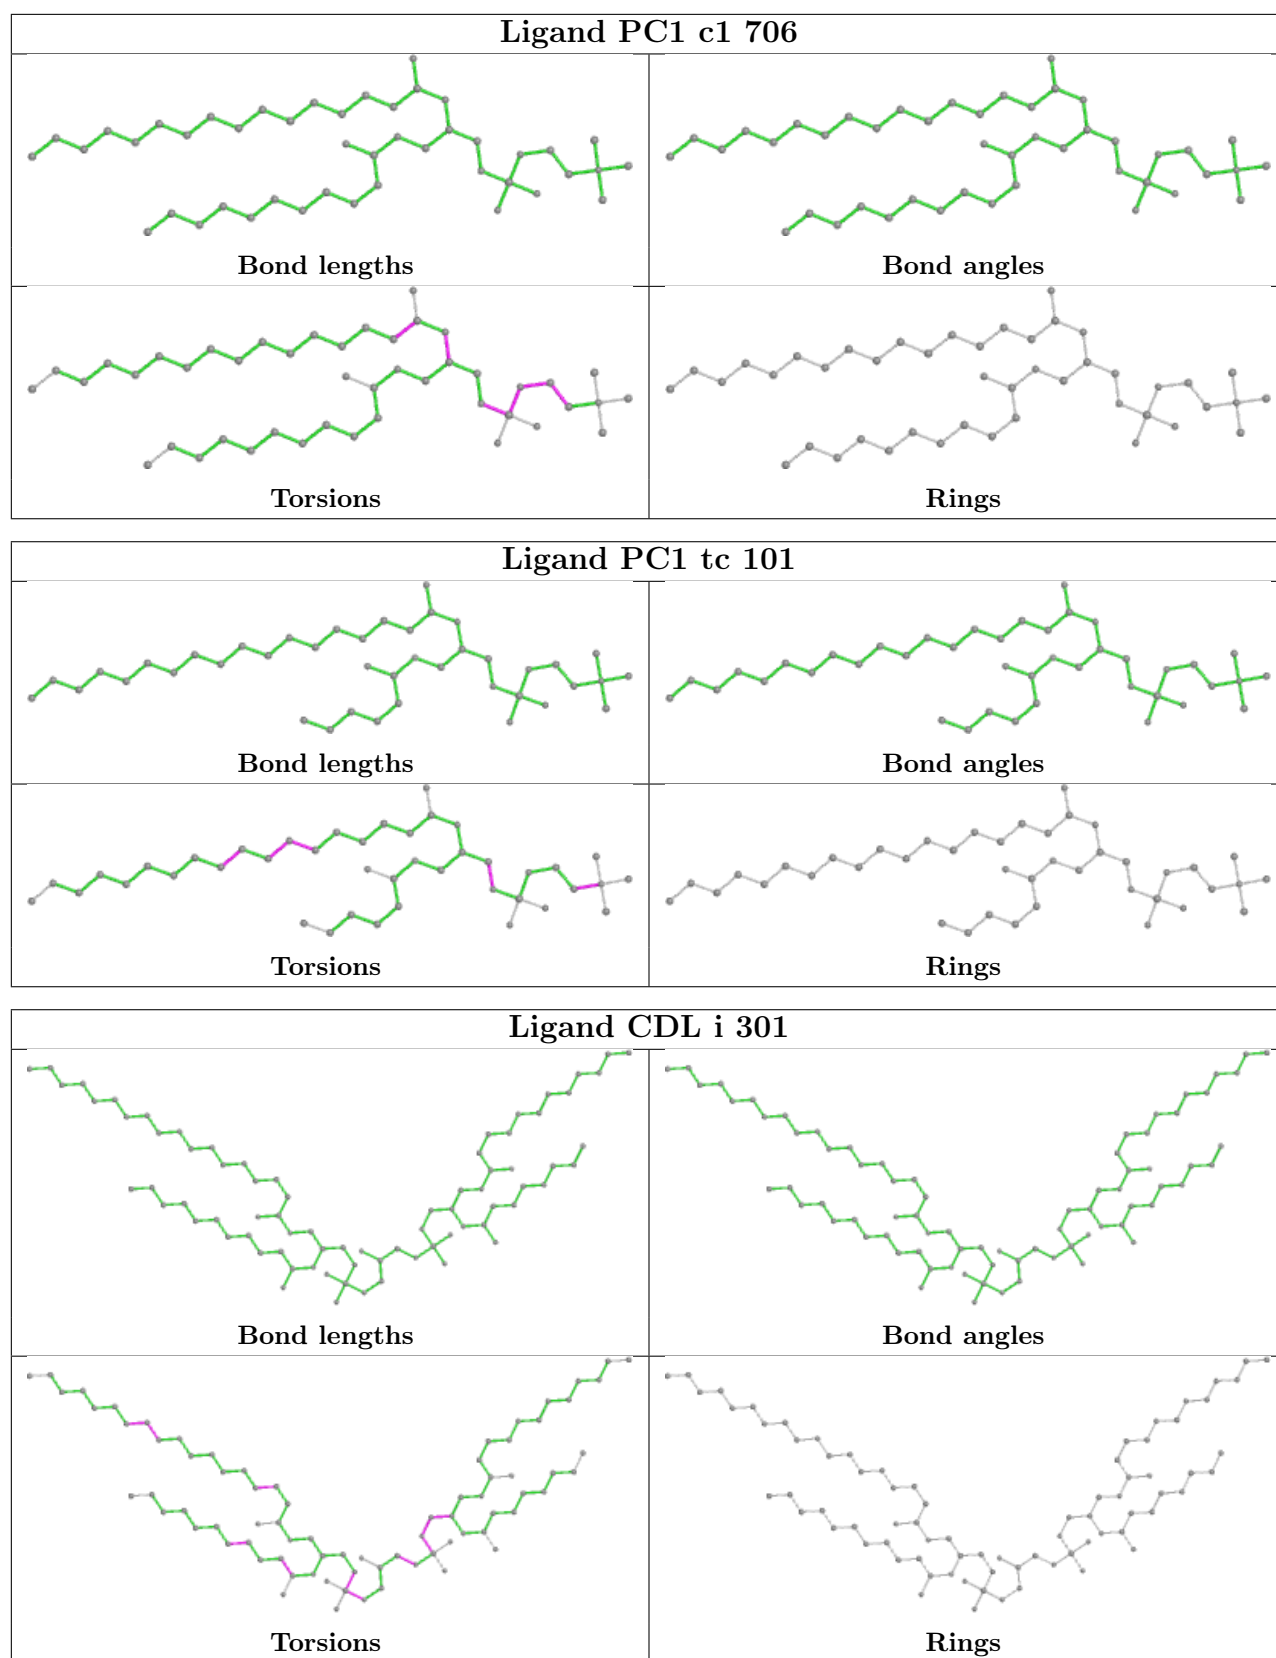 Ligand PC1 c1 706
Bond lengths
Bond angles
Torsions
Rings
Ligand PC1 tc 101
Bond lengths
Bond angles
Torsions
Rings
Ligand CDL i 301
Bond lengths
Bond angles
Torsions
Rings